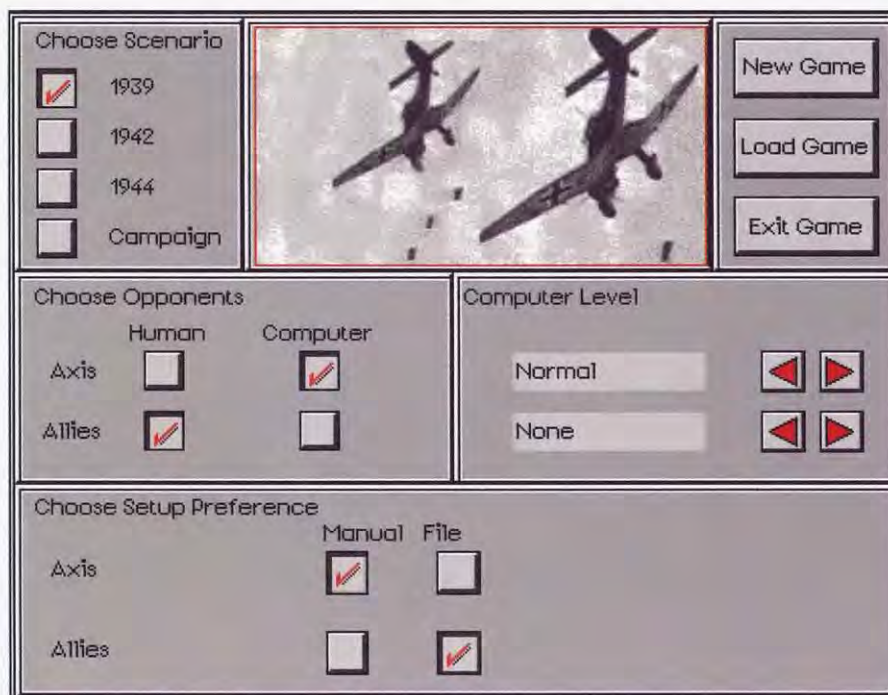 Choose Scenario
1939
1942
1944
Campaign
New Game
Load Game
Exit Game
Choose Opponents
Human Computer
Axis
Allies
Computer Level
Normal
None
Choose Setup Preference
Manual File
Axis
Allies